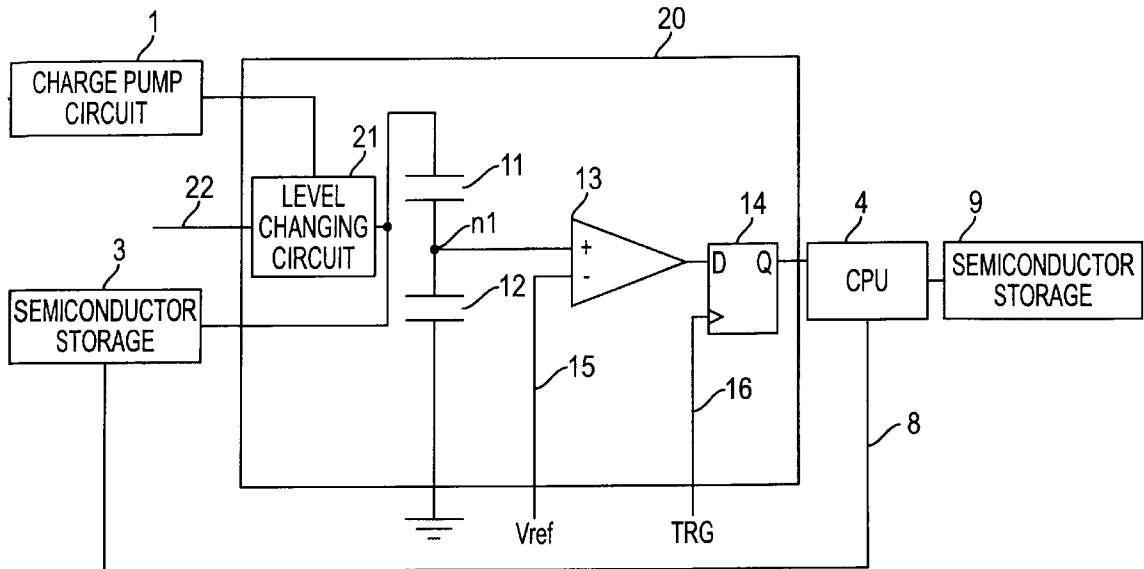 1
CHARGE PUMP
CIRCUIT
20
21
LEVEL
CHANGING
CIRCUIT
22
11
n1
12
13
+
-
14
D Q
4
CPU
9
SEMICONDUCTOR
STORAGE
3
SEMICONDUCTOR
STORAGE
15
16
8
Vref
TRG